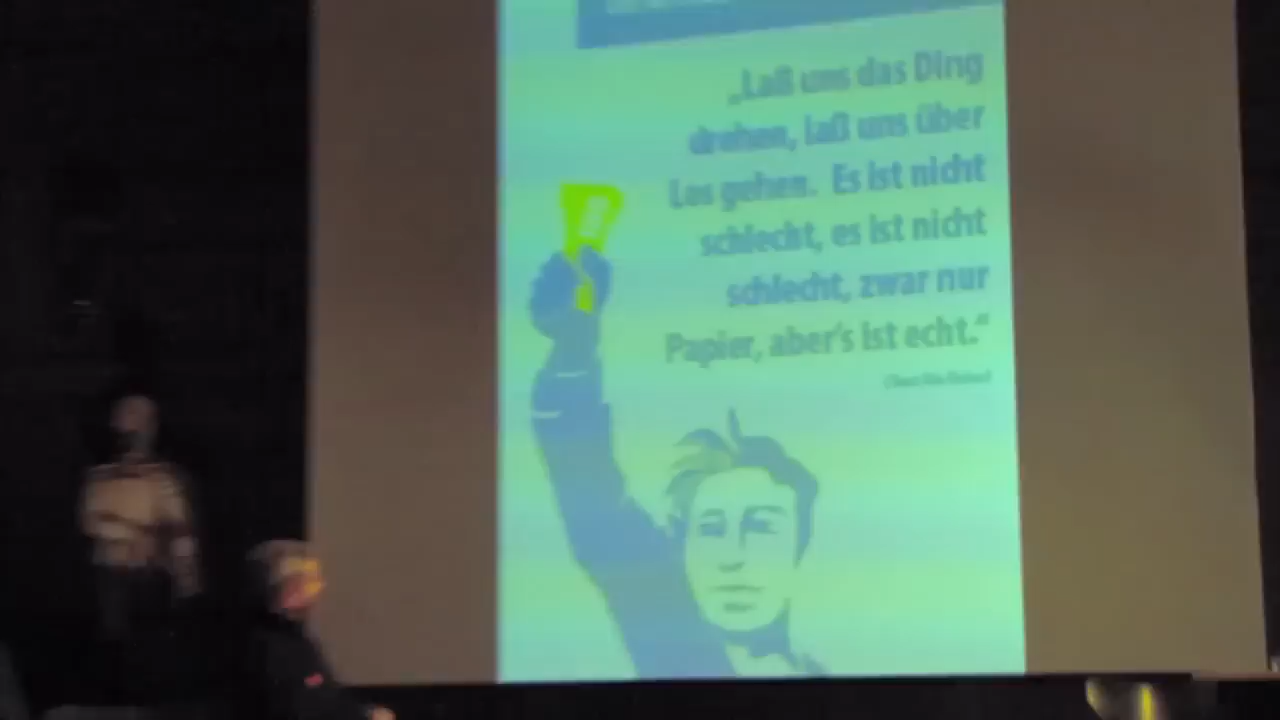 „Laß uns das Ding
drehen, laß uns über
Los gehen. Es ist nicht
schlecht, es ist nicht
schlecht, zwar nur
Papier, aber's ist echt.“